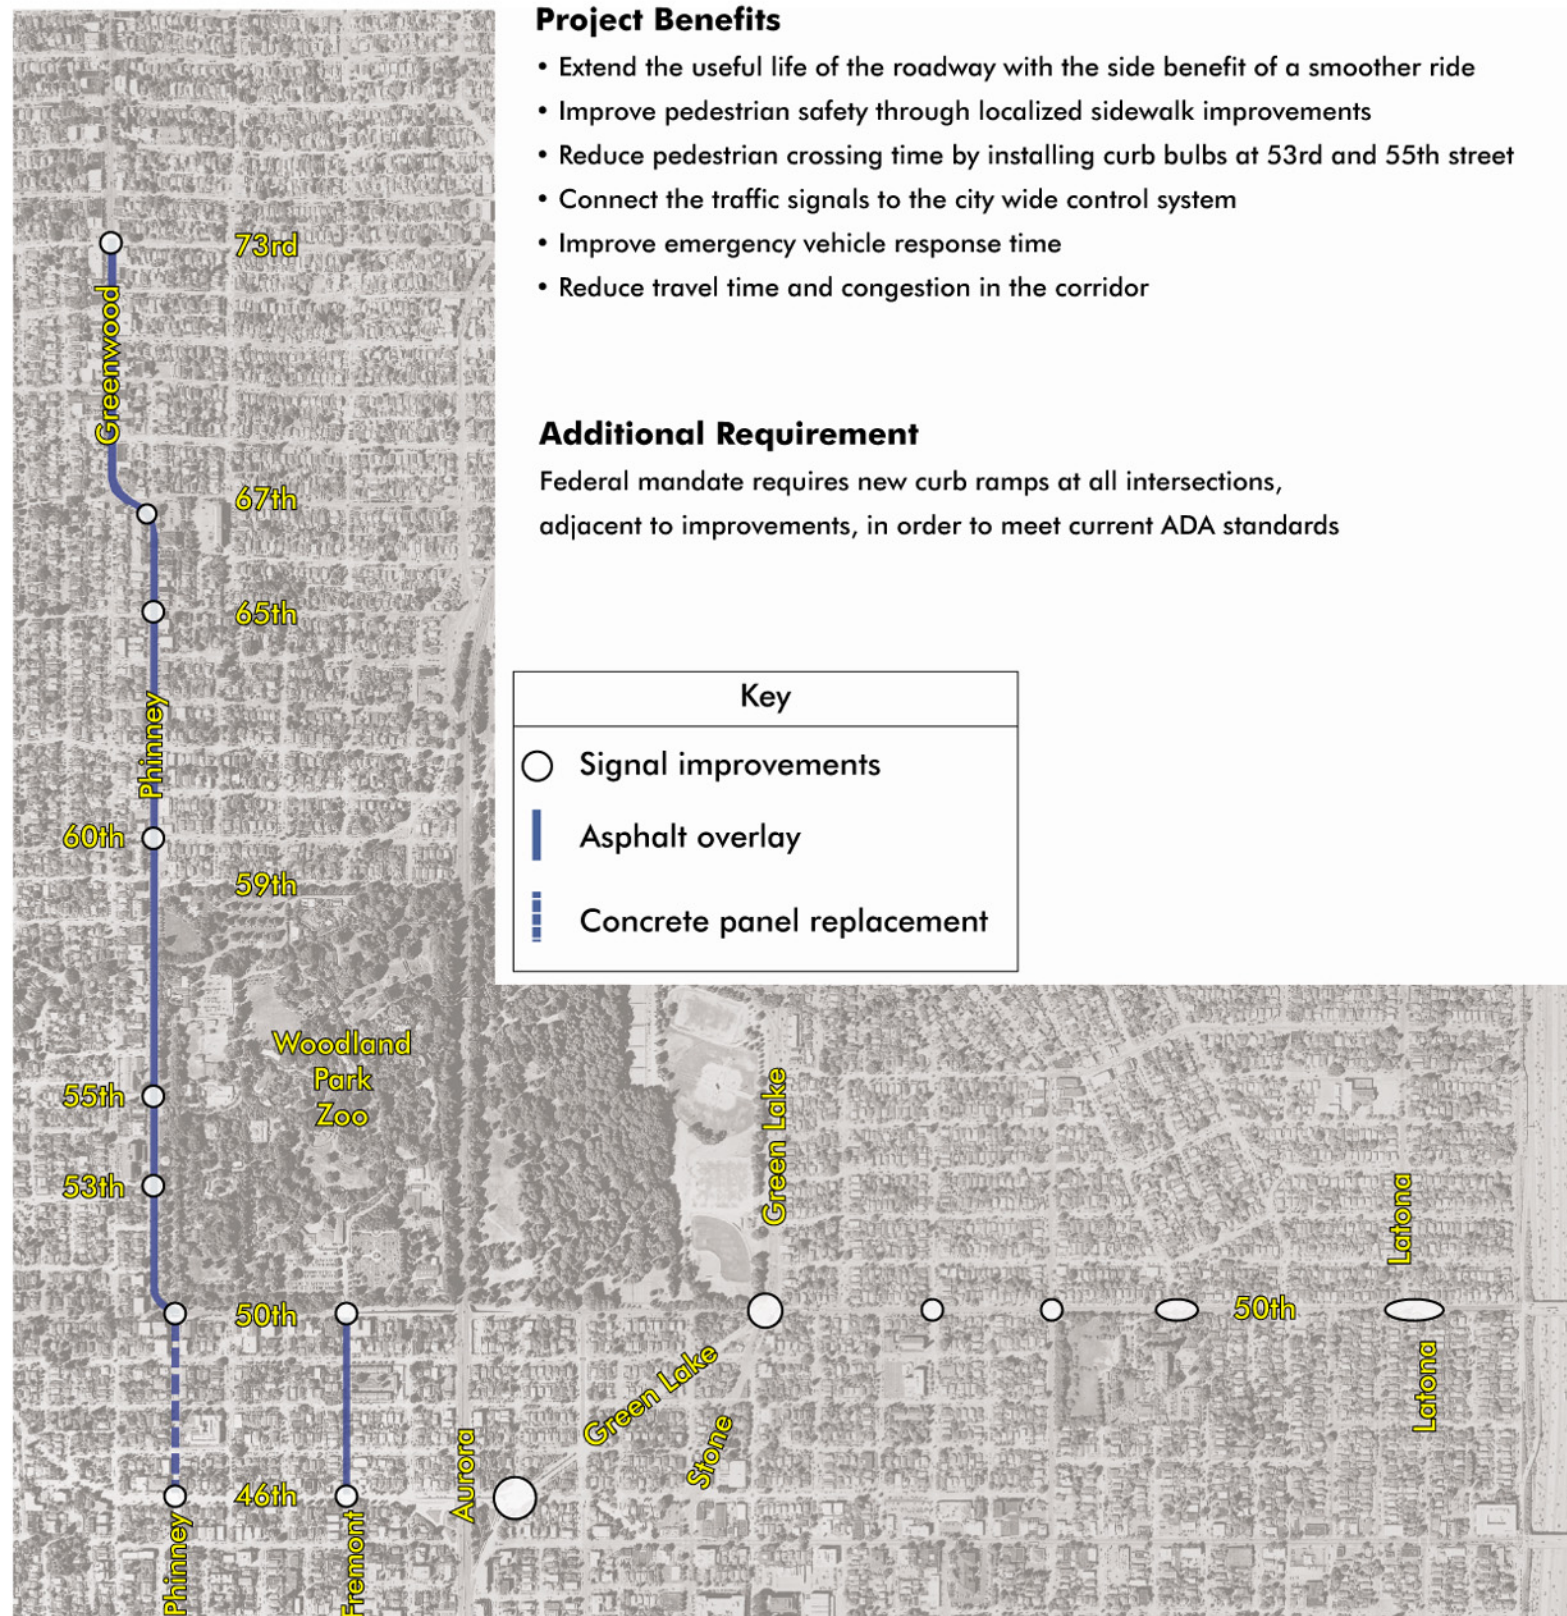 Project Benefits
• Extend the useful life of the roadway with the side benefit of a smoother ride
• Improve pedestrian safety through localized sidewalk improvements
• Reduce pedestrian crossing time by installing curb bulbs at 53rd and 55th street
• Connect the traffic signals to the city wide control system
• Improve emergency vehicle response time
• Reduce travel time and congestion in the corridor
73rd
Greenwood
Additional Requirement
Federal mandate requires new curb ramps at all intersections,
adjacent to improvements, in order to meet current ADA standards
67th
65th
Key
Signal improvements
Asphalt overlay
Concrete panel replacement
Phinney
60th
59th
Woodland
Park
Zoo
55th
53th
Green Lake
Latona
50th
50th
Green Lake
Stone
Latona
46th
Aurora
Phinney
Fremont